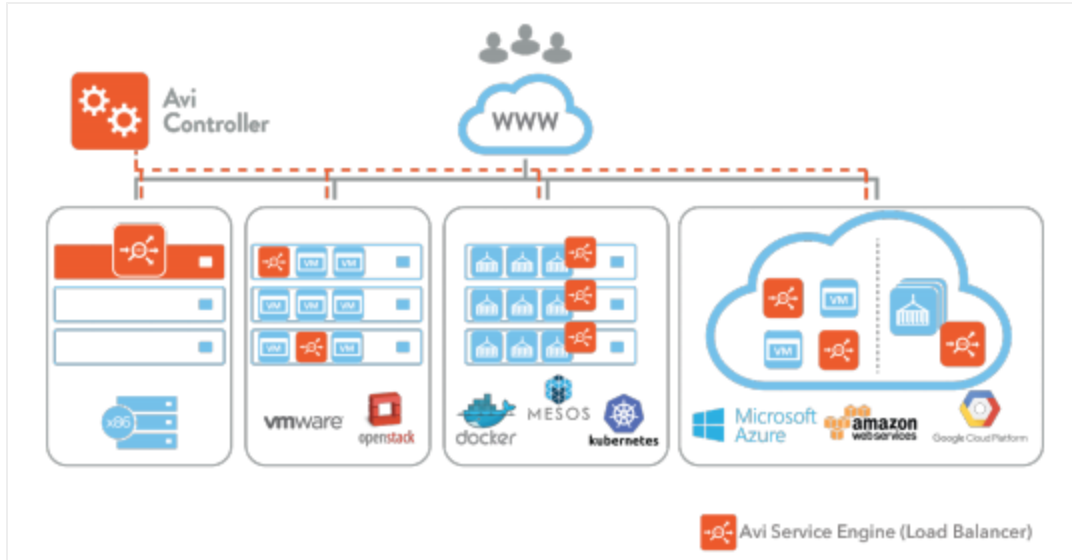 Avi
Controller
WWW
VM VM
VM VM VM
VM VM
VM
VM
x86
vmware
openstack
docker
MESOS
kubernetes
Microsoft
Azure
amazon
webservices
Google Cloud Platform
Avi Service Engine (Load Balancer)